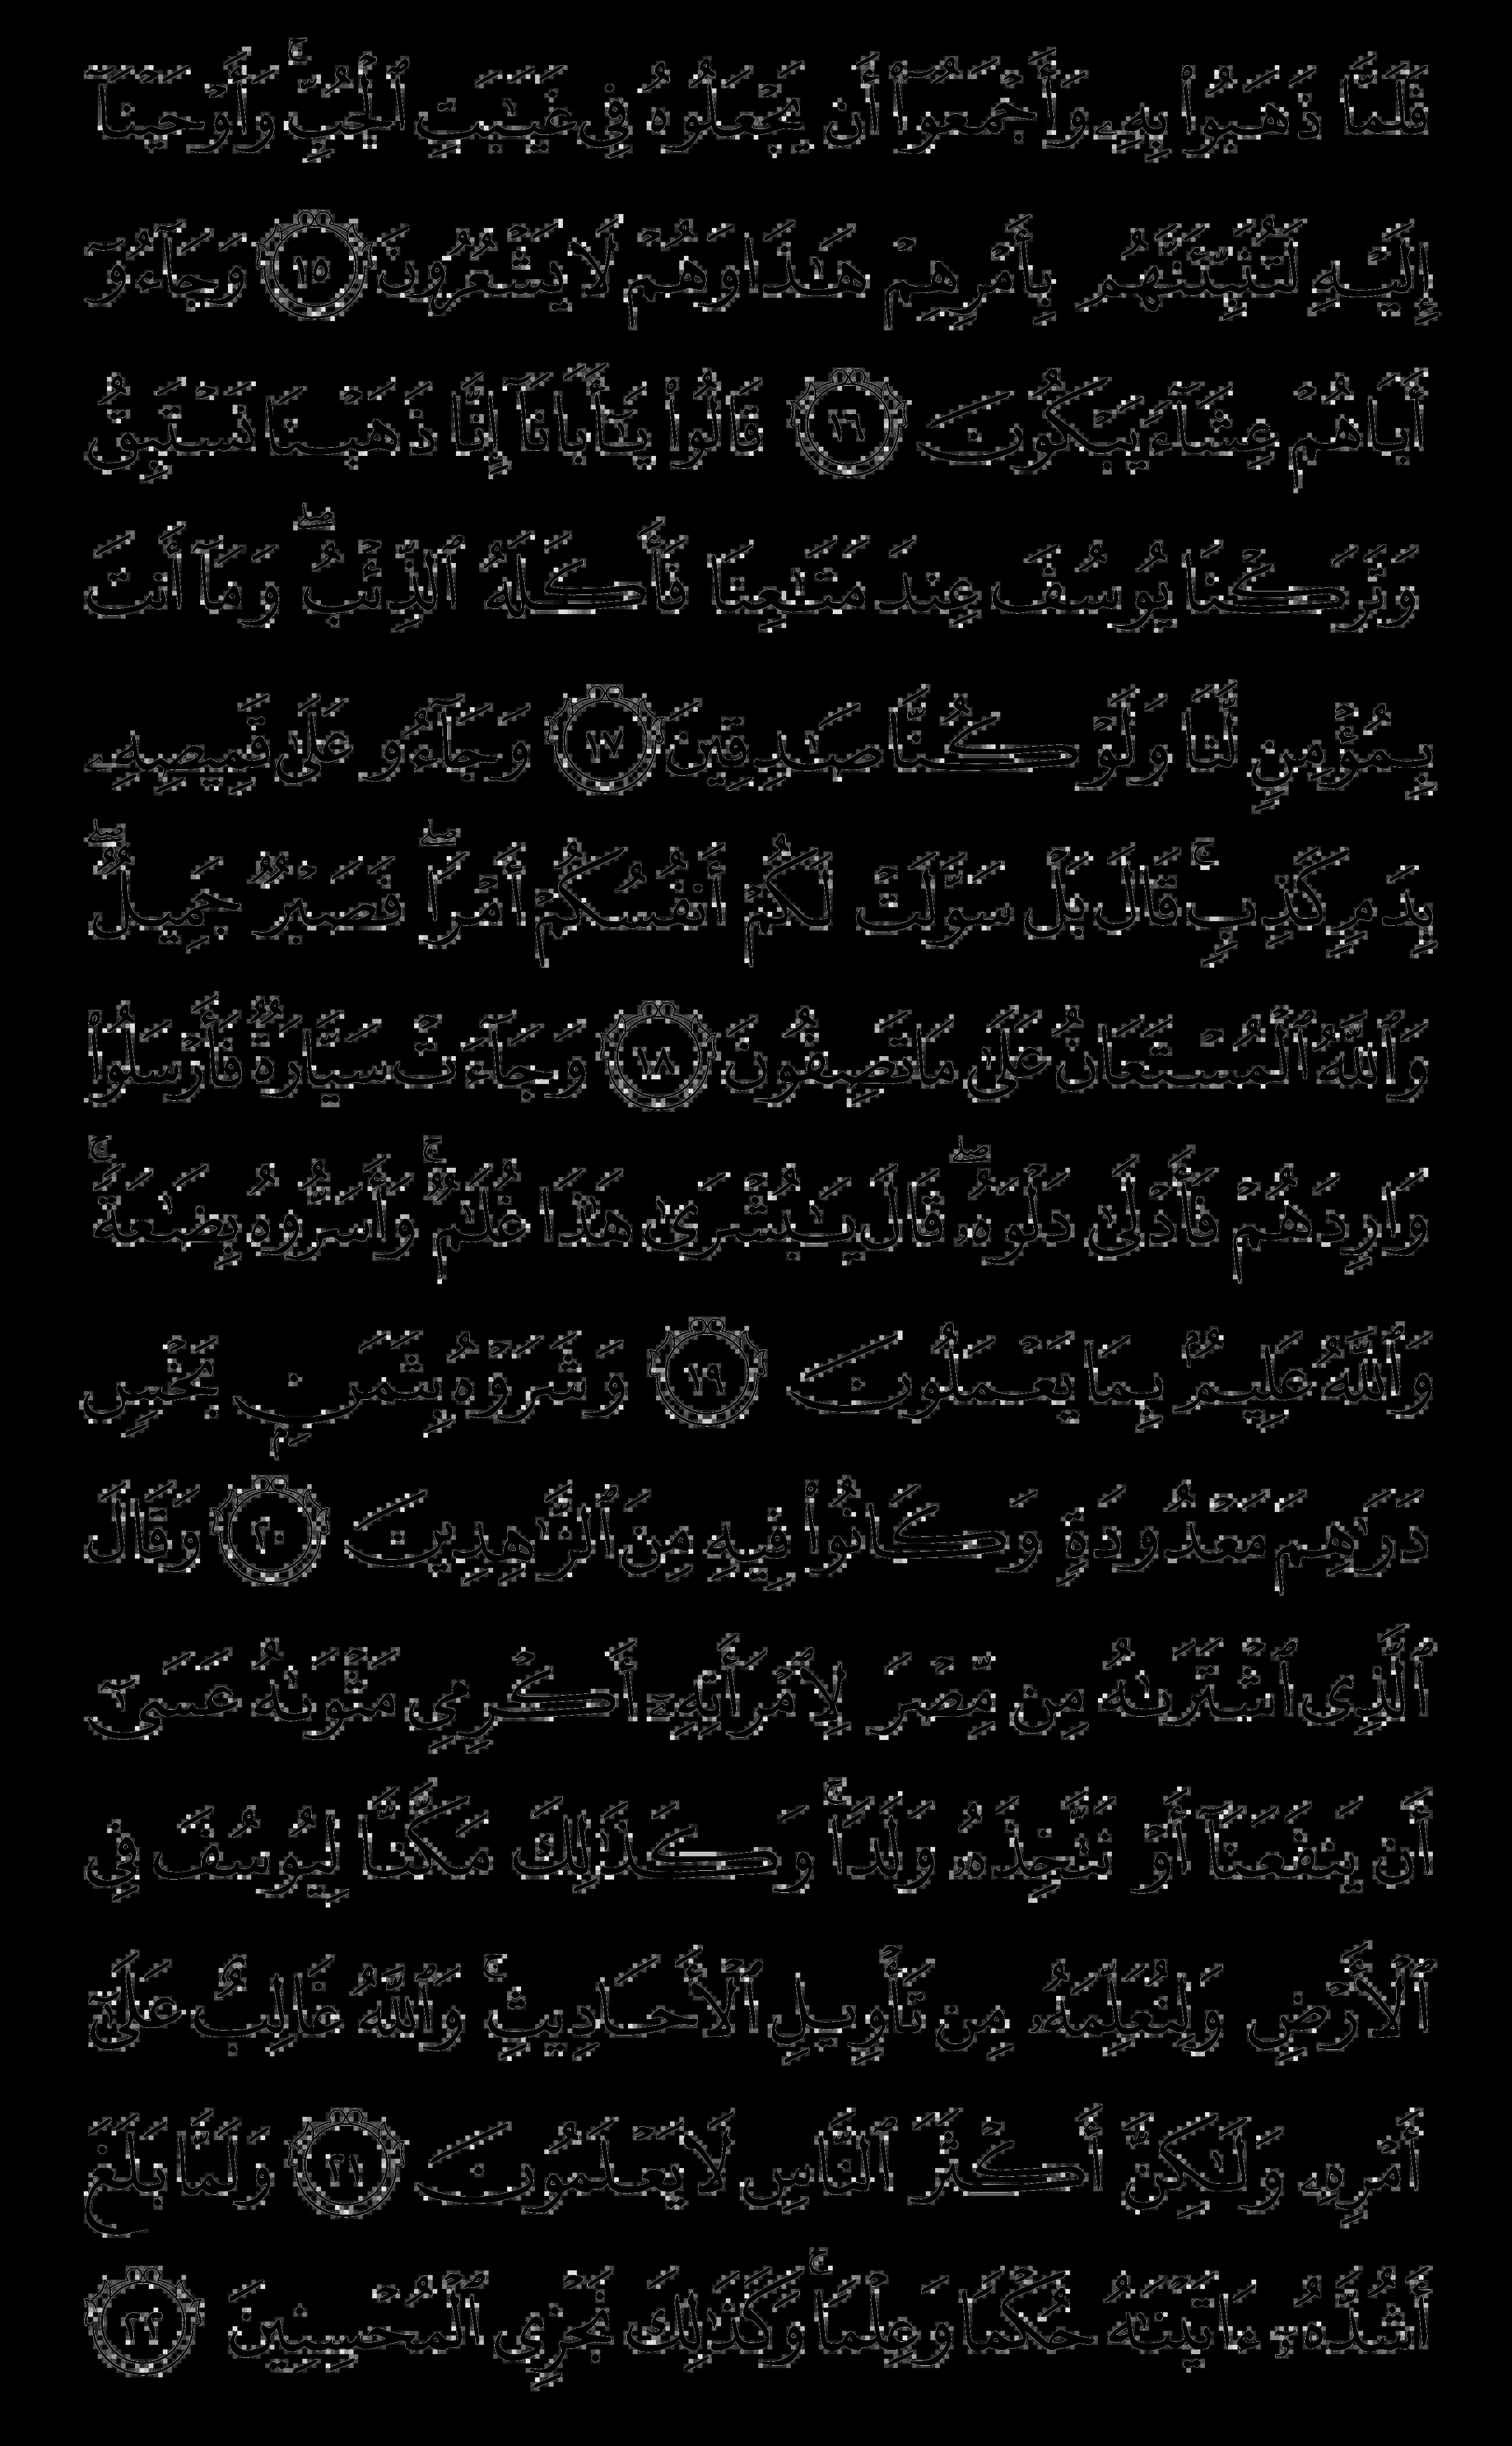 فَلَمَّا ذَهَبُوا۟ بِهِۦ وَأَجْمَعُوٓا۟ أَن يَجْعَلُوهُ فِى غَيَـٰبَتِ ٱلْجُبِّ ۚ وَأَوْحَيْنَآ
إِلَيْهِ لَتُنَبِّئَنَّهُم بِأَمْرِهِمْ هَـٰذَا وَهُمْ لَا يَشْعُرُونَ ١٥ وَجَآءُوٓ
أَبَاهُمْ عِشَآءً يَبْكُونَ ١٦ قَالُوا۟ يَـٰٓأَبَانَآ إِنَّا ذَهَبْنَا نَسْتَبِقُ
وَتَرَكْنَا يُوسُفَ عِندَ مَتَـٰعِنَا فَأَكَلَهُ ٱلذِّئْبُ ۖ وَمَآ أَنتَ
بِمُؤْمِنٍ لَّنَا وَلَوْ كُنَّا صَـٰدِقِينَ ١٧ وَجَآءُو عَلَىٰ قَمِيصِهِۦ
بِدَمٍ كَذِبٍ ۚ قَالَ بَلْ سَوَّلَتْ لَكُمْ أَنفُسُكُمْ أَمْرًا ۖ فَصَبْرٌ جَمِيلٌ ۖ
وَٱللَّهُ ٱلْمُسْتَعَانُ عَلَىٰ مَا تَصِفُونَ ١٨ وَجَآءَتْ سَيَّارَةٌ فَأَرْسَلُوا۟
وَارِدَهُمْ فَأَدْلَىٰ دَلْوَهُۥ ۖ قَالَ يَـٰبُشْرَىٰ هَـٰذَا غُلَـٰمٌ ۚ وَأَسَرُّوهُ بِضَـٰعَةً ۚ
وَٱللَّهُ عَلِيمٌۢ بِمَا يَعْمَلُونَ ١٩ وَشَرَوْهُ بِثَمَنٍۭ بَخْسٍ
دَرَٰهِمَ مَعْدُودَةٍ وَكَانُوا۟ فِيهِ مِنَ ٱلزَّٰهِدِينَ ٢٠ وَقَالَ
ٱلَّذِى ٱشْتَرَىٰهُ مِن مِّصْرَ لِٱمْرَأَتِهِۦٓ أَكْرِمِى مَثْوَىٰهُ عَسَىٰٓ
أَن يَنفَعَنَآ أَوْ نَتَّخِذَهُۥ وَلَدًا ۚ وَكَذَٰلِكَ مَكَّنَّا لِيُوسُفَ فِى
ٱلْأَرْضِ وَلِنُعَلِّمَهُۥ مِن تَأْوِيلِ ٱلْأَحَادِيثِ ۚ وَٱللَّهُ غَالِبٌ عَلَىٰٓ
أَمْرِهِۦ وَلَـٰكِنَّ أَكْثَرَ ٱلنَّاسِ لَا يَعْلَمُونَ ٢١ وَلَمَّا بَلَغَ
أَشُدَّهُۥٓ ءَاتَيْنَـٰهُ حُكْمًا وَعِلْمًا ۚ وَكَذَٰلِكَ نَجْزِى ٱلْمُحْسِنِينَ ٢٢